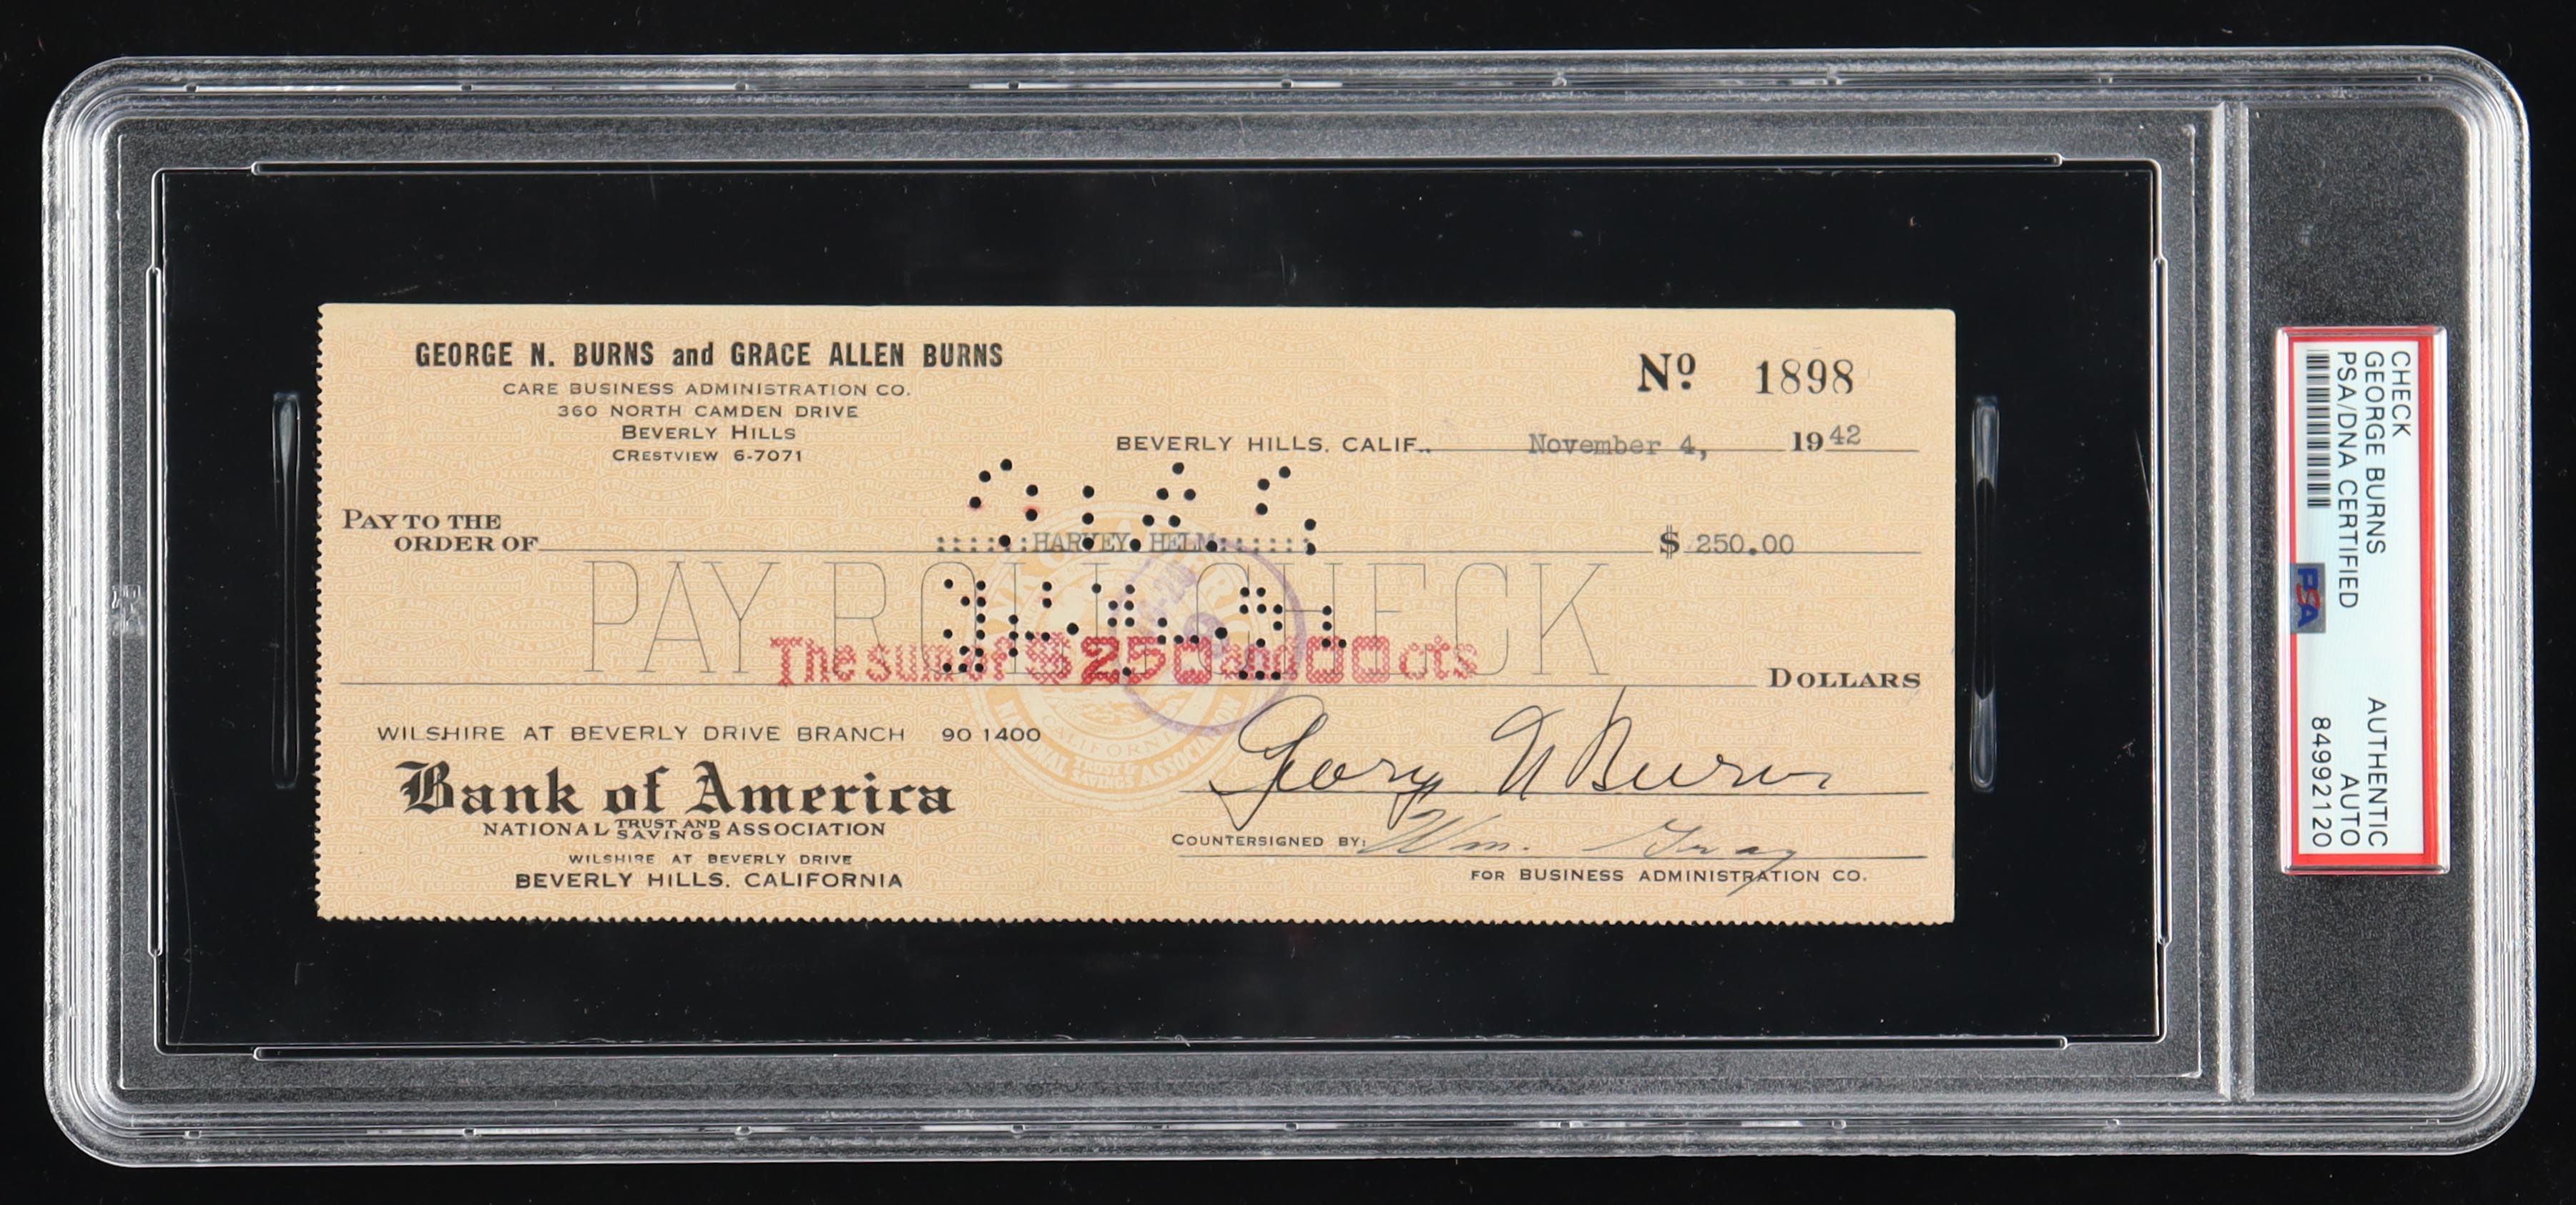 GEORGE N. BURNS and GRACE ALLEN BURNS
CARE BUSINESS ADMINISTRATION CO.
360 NORTH CAMDEN DRIVE
BEVERLY HILLS
CRESTVIEW 6-7071
Nº 1898
BEVERLY HILLS, CALIF., November 4, 1942
PAY TO THE
ORDER OF ::::::HARVEY HELM:::::: $ 250.00
PAY ROLL CHECK
The sum of $250 and 00 cts DOLLARS
WILSHIRE AT BEVERLY DRIVE BRANCH 90 1400
Bank of America
NATIONAL TRUST AND SAVINGS ASSOCIATION
WILSHIRE AT BEVERLY DRIVE
BEVERLY HILLS, CALIFORNIA
George N Burns
COUNTERSIGNED BY: Wm. Gray
FOR BUSINESS ADMINISTRATION CO.
CHECK
GEORGE BURNS
PSA/DNA CERTIFIED
AUTHENTIC
AUTO
84992120
PSA